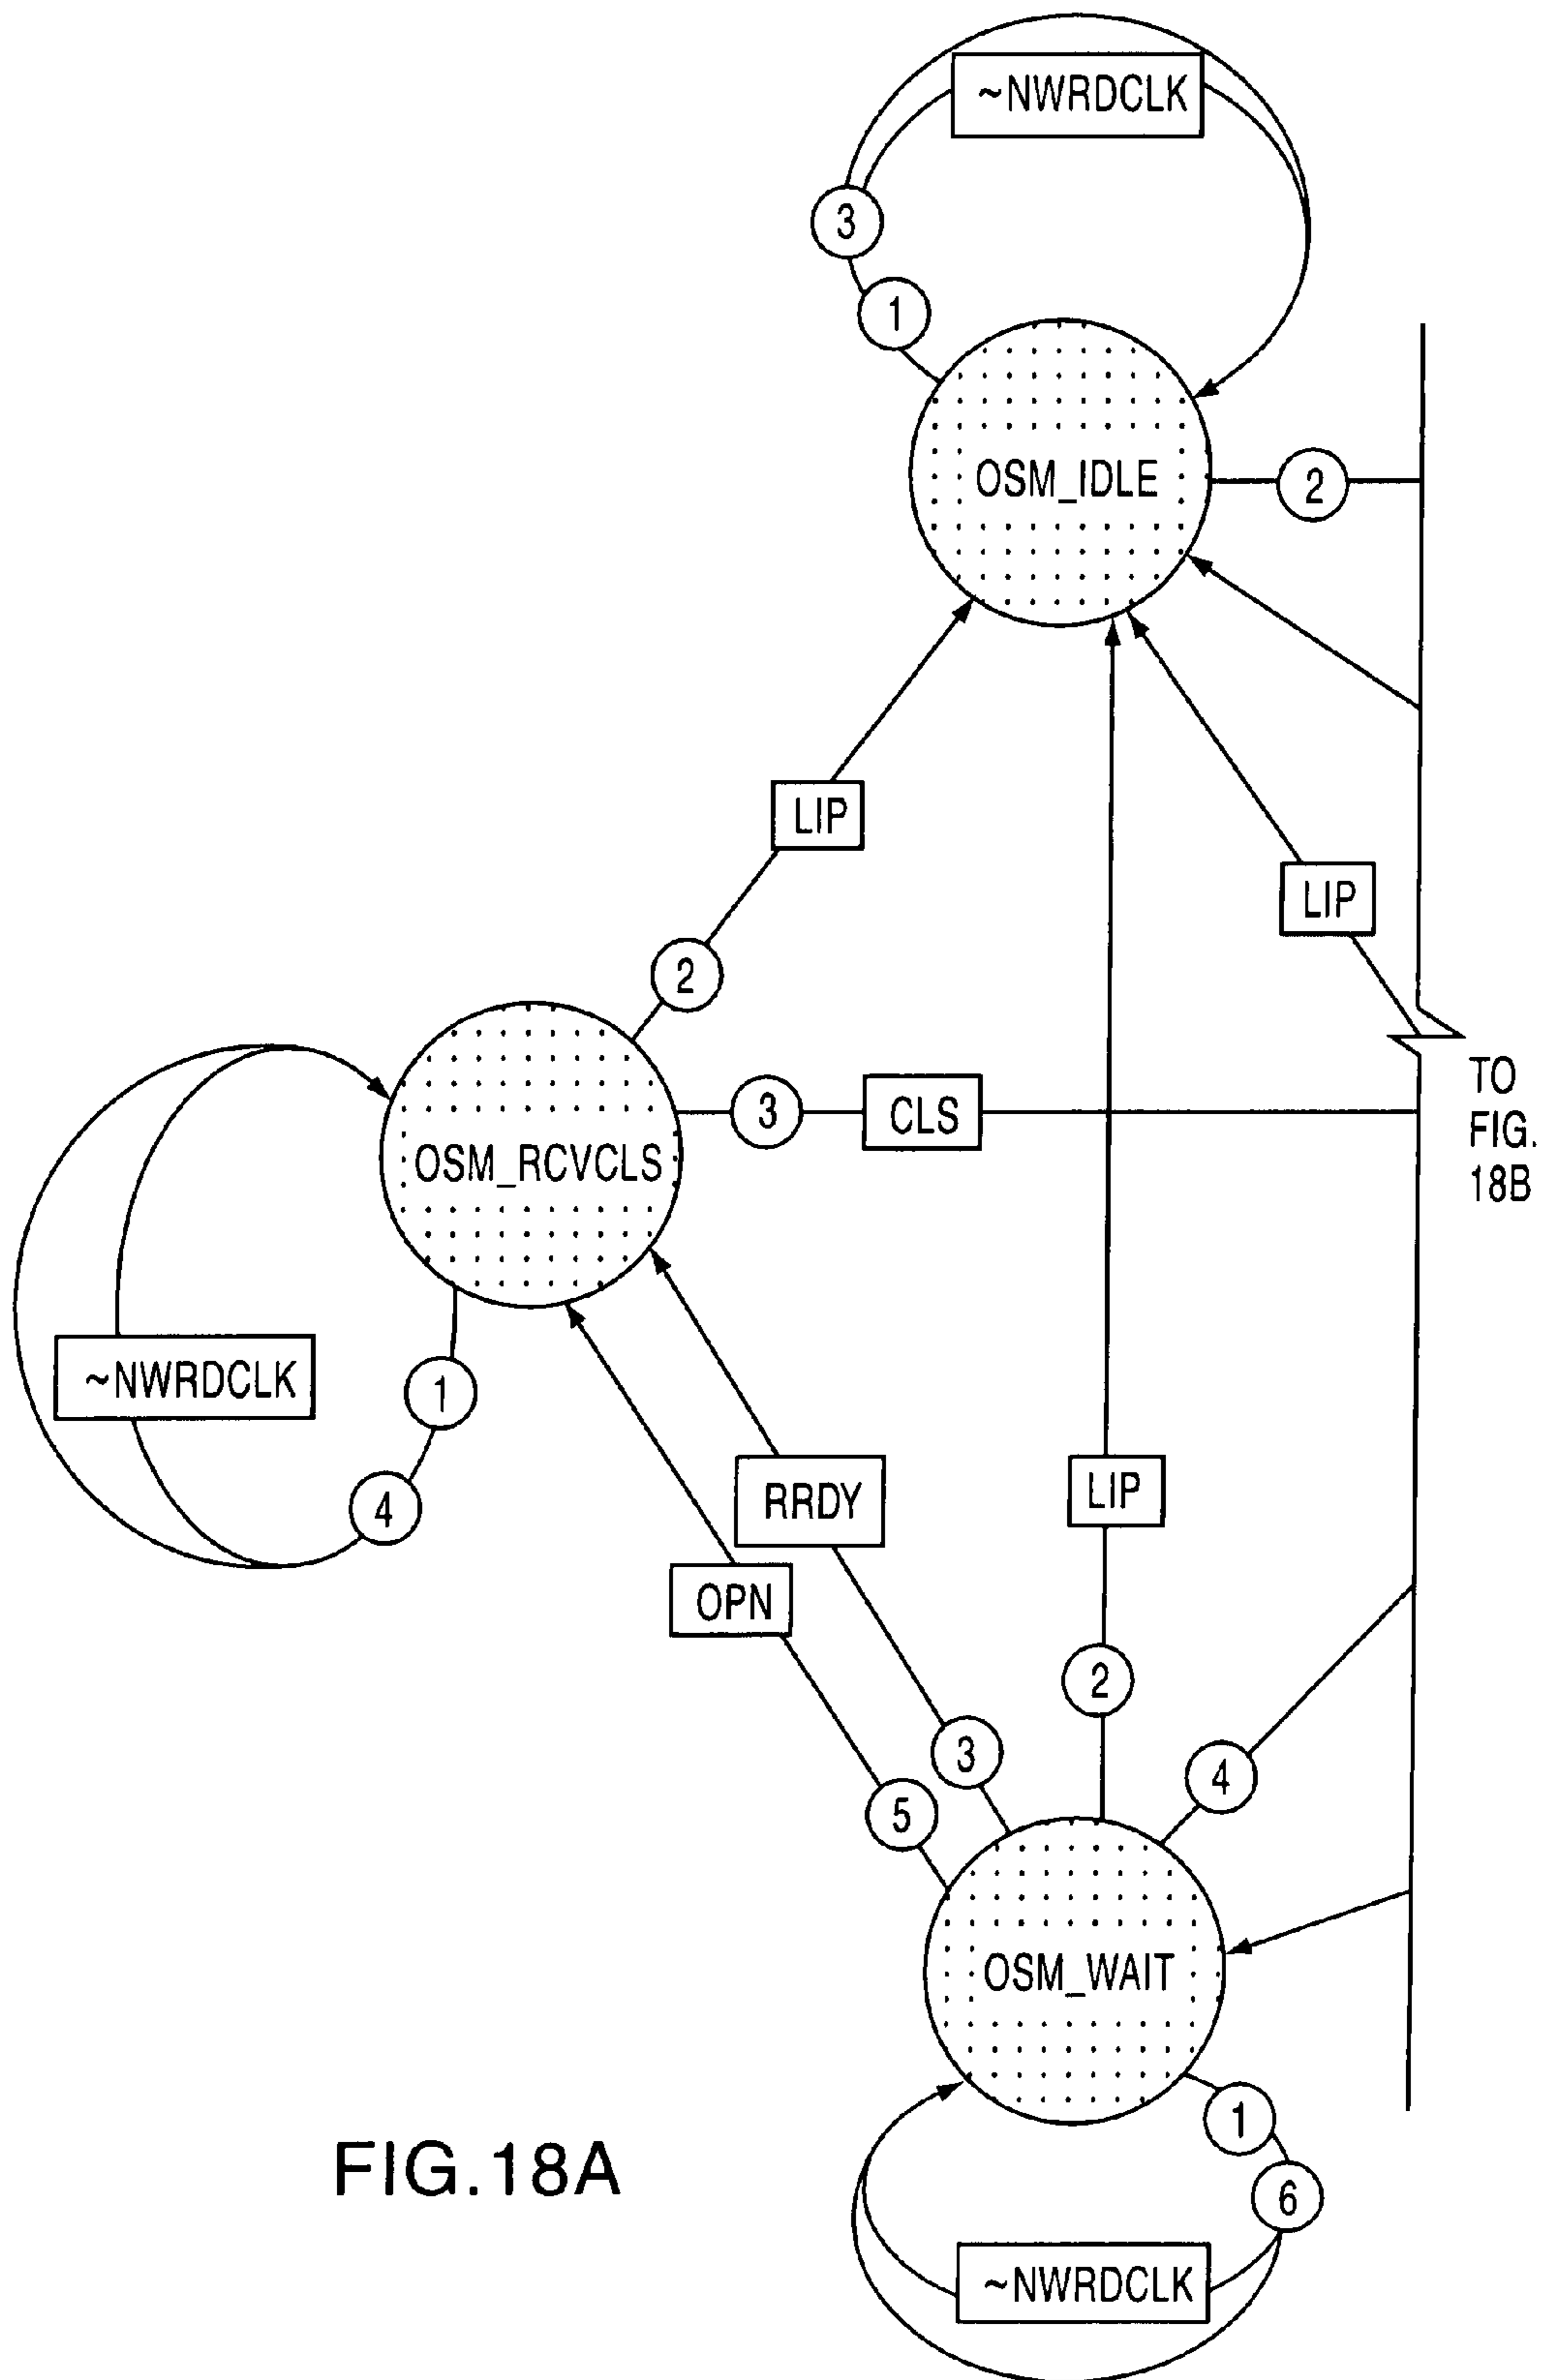 ~NWRDCLK
3
1
OSM_IDLE
2
LIP
LIP
2
TO
FIG.
18B
3
CLS
OSM_RCVCLS
~NWRDCLK
1
4
RRDY
LIP
OPN
2
3
4
5
OSM_WAIT
1
6
~NWRDCLK
FIG.18A